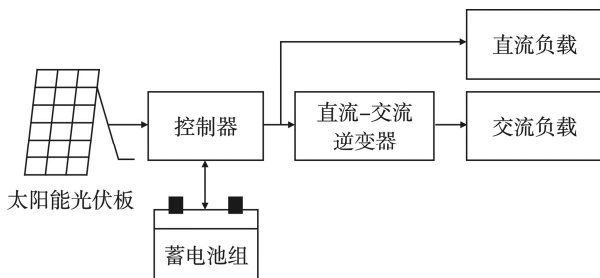 直流负载
控制器
直流–交流
逆变器
交流负载
太阳能光伏板
蓄电池组